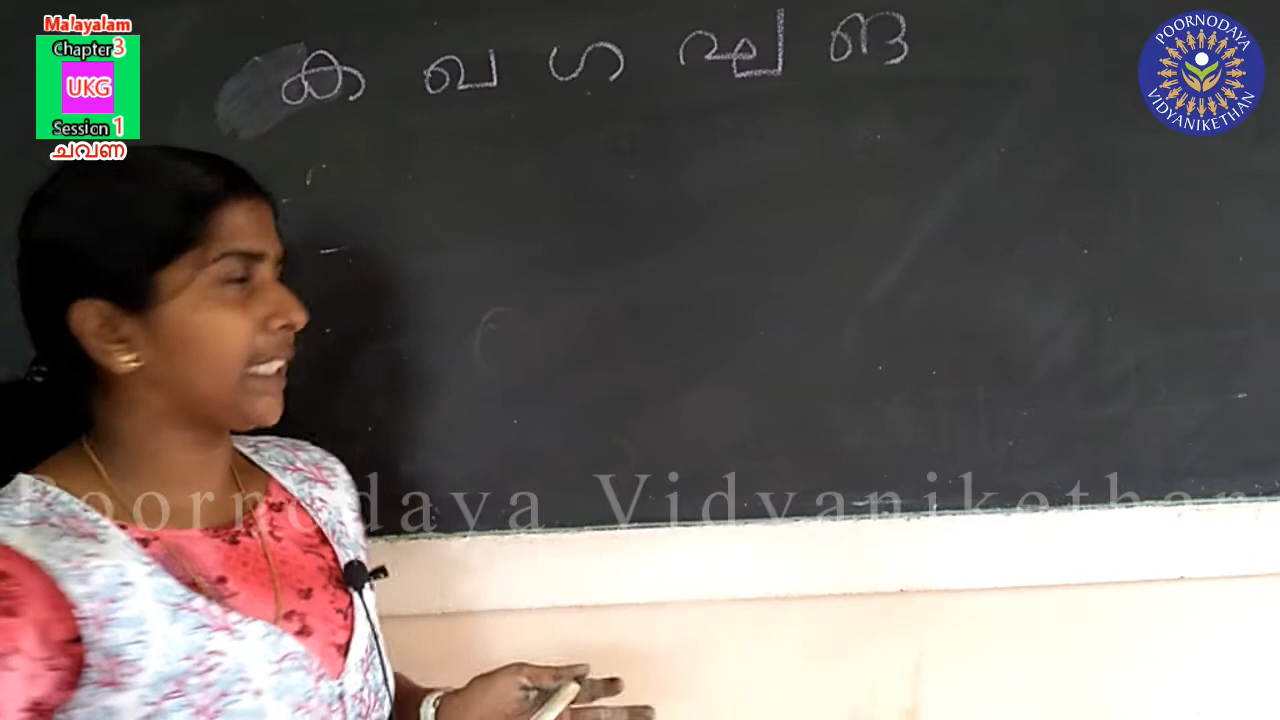 Malayalam
Chapter 3
UKG
Session 1
ചവണ
ക ഖ ഗ ഘ ങ
POORNODAYA
VIDYANIKETHAN
Poornodaya Vidyanikethan